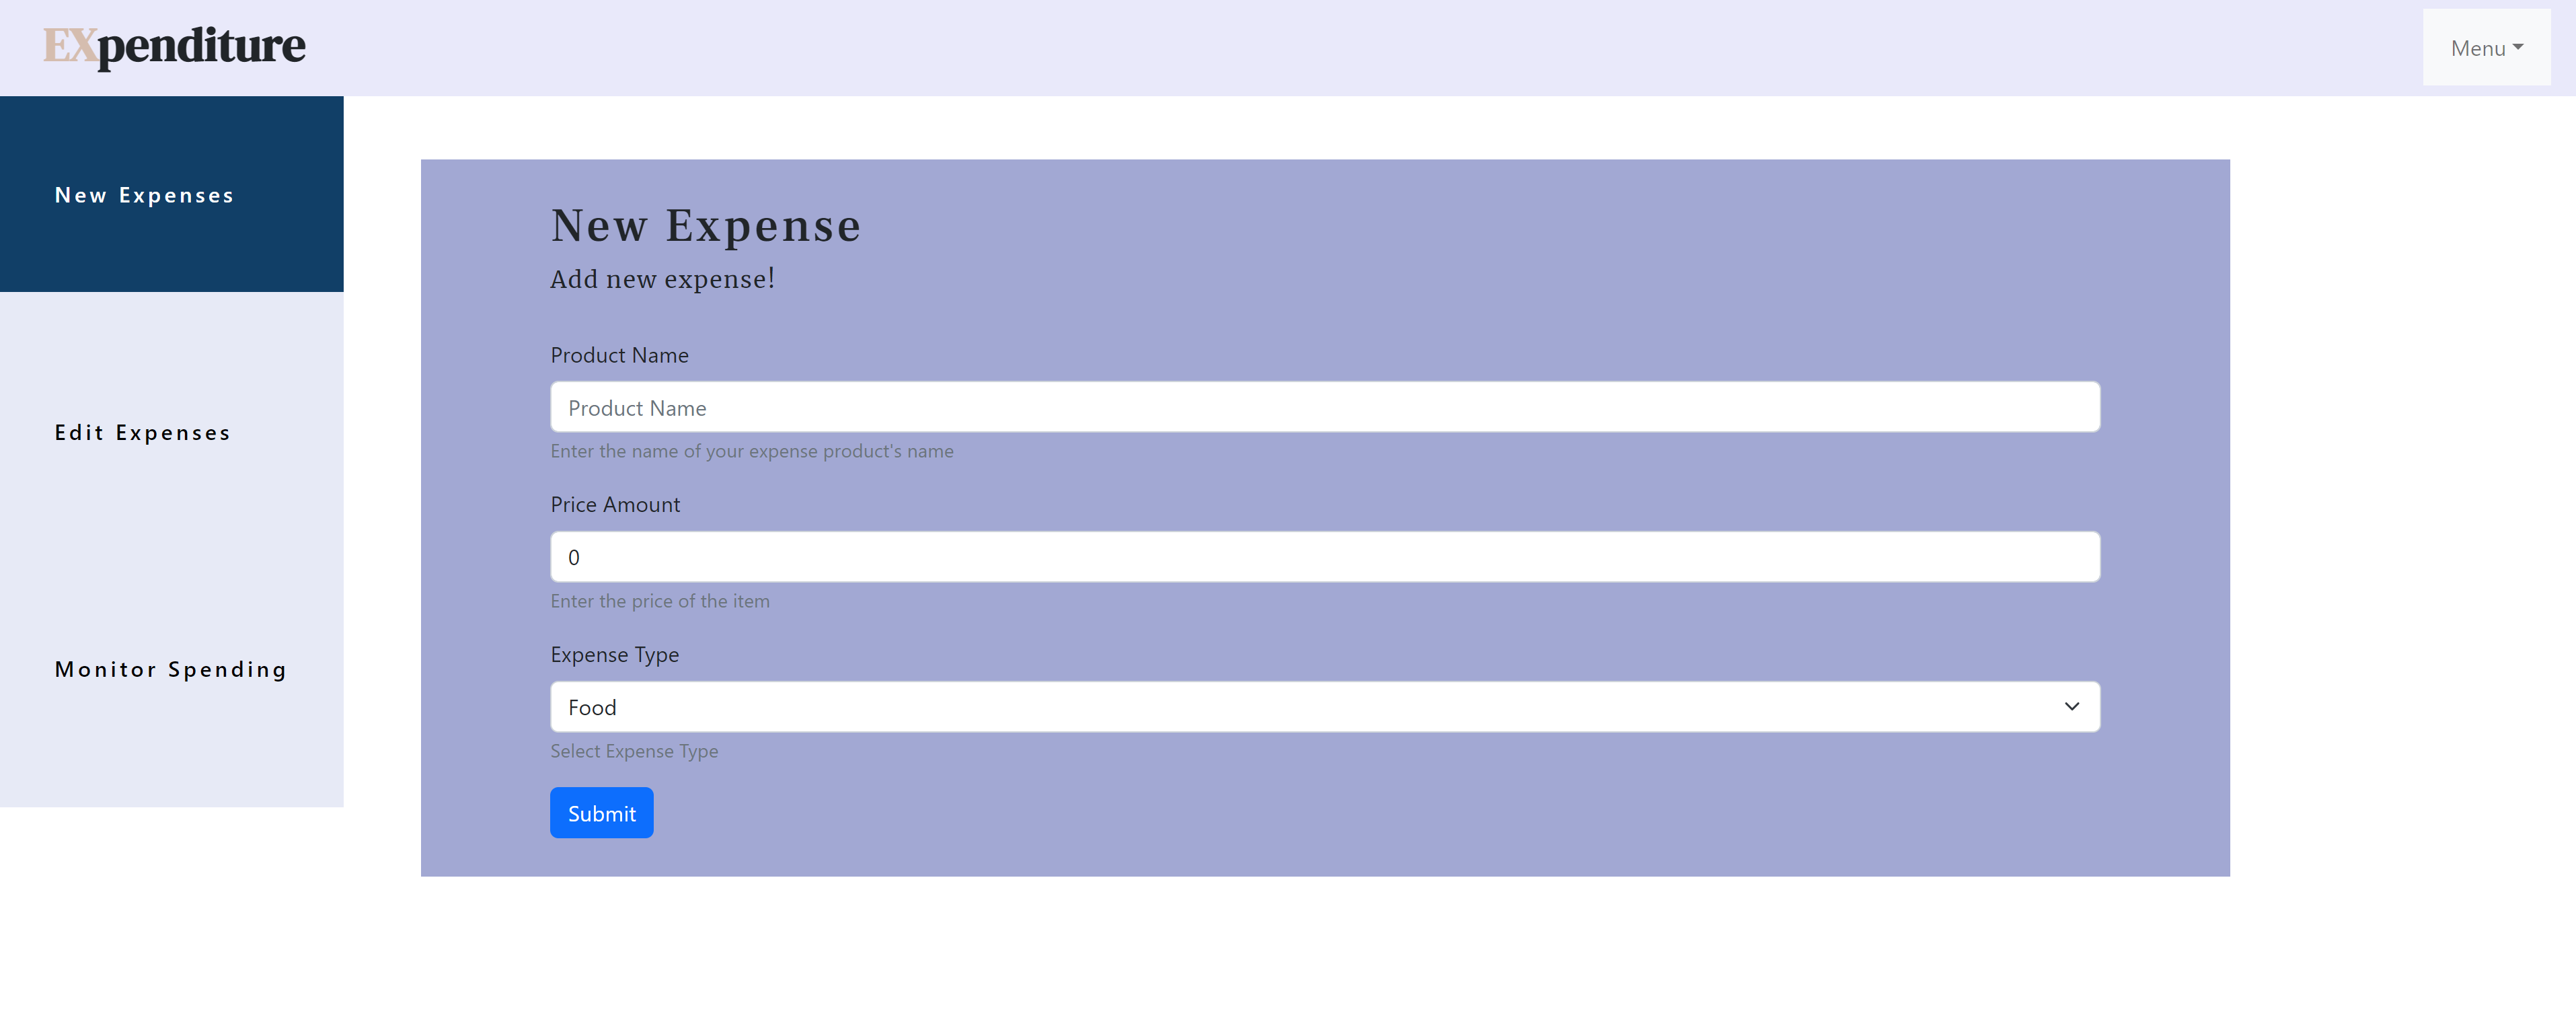 EXpenditure
Menu
New Expenses
Edit Expenses
Monitor Spending
New Expense
Add new expense!
Product Name
Product Name
Enter the name of your expense product's name
Price Amount
0
Enter the price of the item
Expense Type
Food
Select Expense Type
Submit